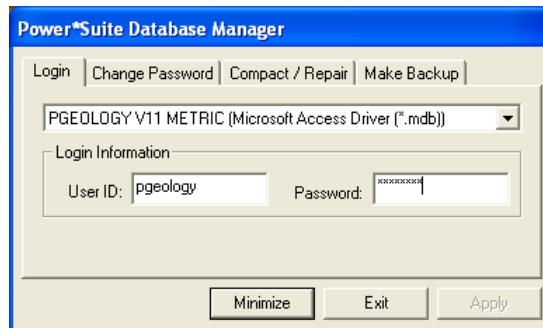 Power*Suite Database Manager
Login Change Password Compact / Repair Make Backup
PGEOLOGY V11 METRIC (Microsoft Access Driver (*.mdb))
Login Information
User ID: pgeology Password: ********
Minimize Exit Apply